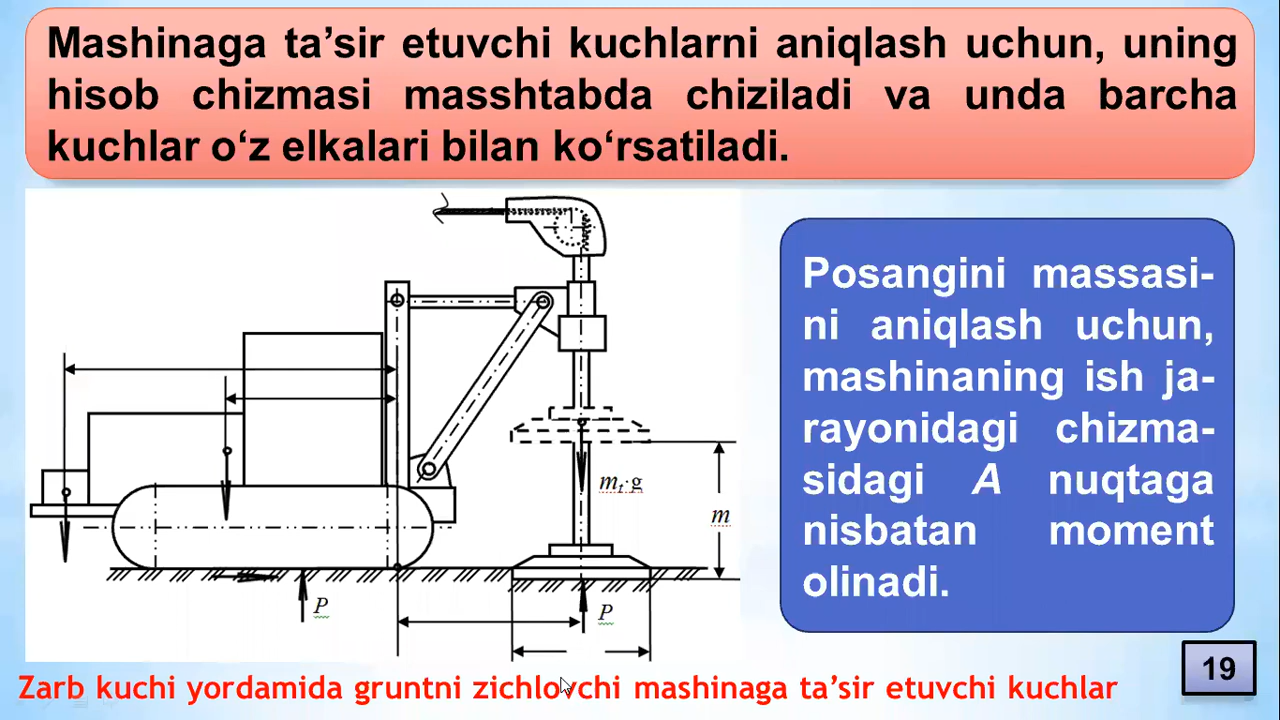 Mashinaga ta’sir etuvchi kuchlarni aniqlash uchun, uning
hisob chizmasi masshtabda chiziladi va unda barcha
kuchlar o‘z elkalari bilan ko‘rsatiladi.
Posangini massasi-
ni aniqlash uchun,
mashinaning ish ja-
rayonidagi chizma-
sidagi A nuqtaga
nisbatan moment
olinadi.
mt·g
m
P
P
Zarb kuchi yordamida gruntni zichlovchi mashinaga ta’sir etuvchi kuchlar
19